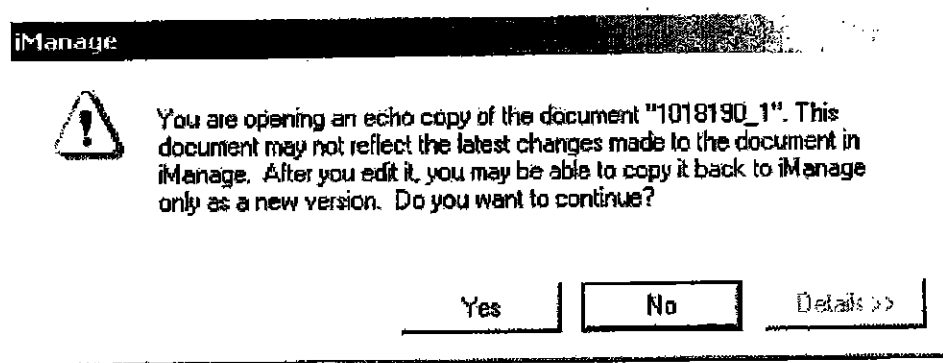 iManage
You are opening an echo copy of the document "1018190_1". This
document may not reflect the latest changes made to the document in
iManage. After you edit it, you may be able to copy it back to iManage
only as a new version. Do you want to continue?
Yes No Details >>